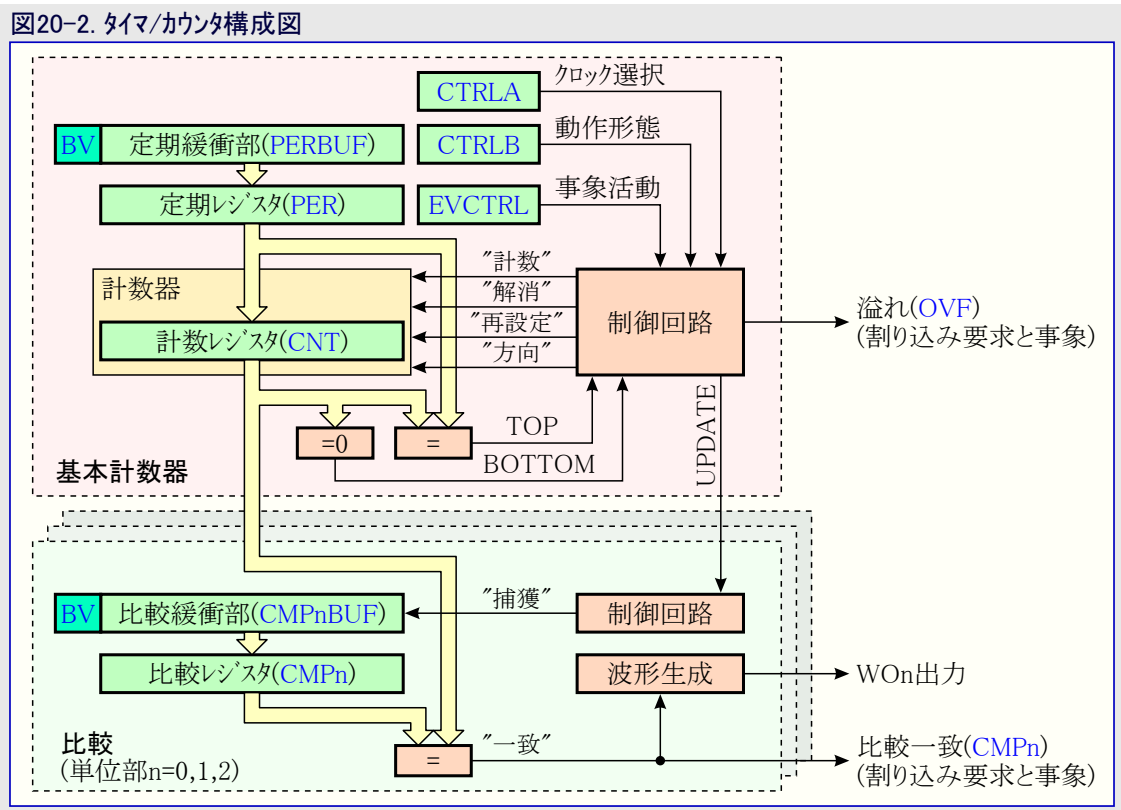 図20-2. タイマ/カウンタ構成図
CTRLA
クロック選択
BV
定期緩衝部(PERBUF)
CTRLB
動作形態
定期レジスタ(PER)
EVCTRL
事象活動
計数器
計数レジスタ(CNT)
"計数"
"解消"
"再設定"
"方向"
制御回路
溢れ(OVF)
(割り込み要求と事象)
=0
=
TOP
BOTTOM
UPDATE
基本計数器
BV
比較緩衝部(CMPnBUF)
"捕獲"
制御回路
比較レジスタ(CMPn)
波形生成
WOn出力
比較
(単位部n=0,1,2)
=
"一致"
比較一致(CMPn)
(割り込み要求と事象)